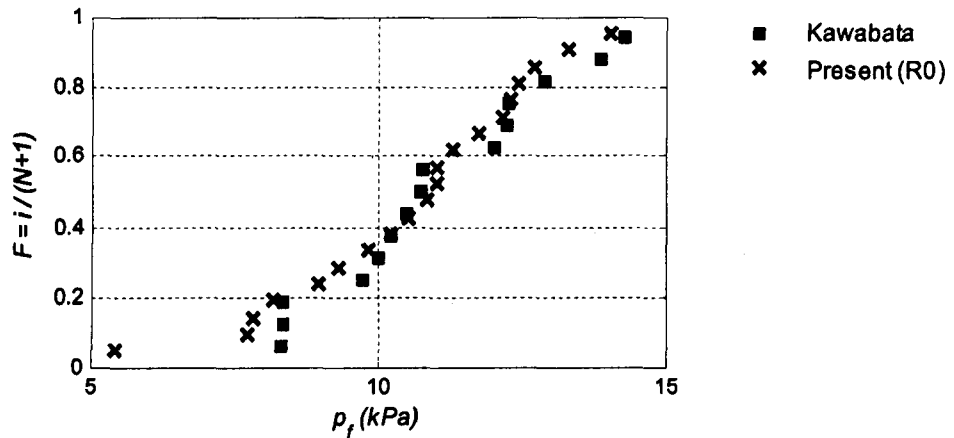 1
0.8
0.6
0.4
0.2
0
5
10
15
F = i / (N+1)
p_f (kPa)
Kawabata
Present (R0)